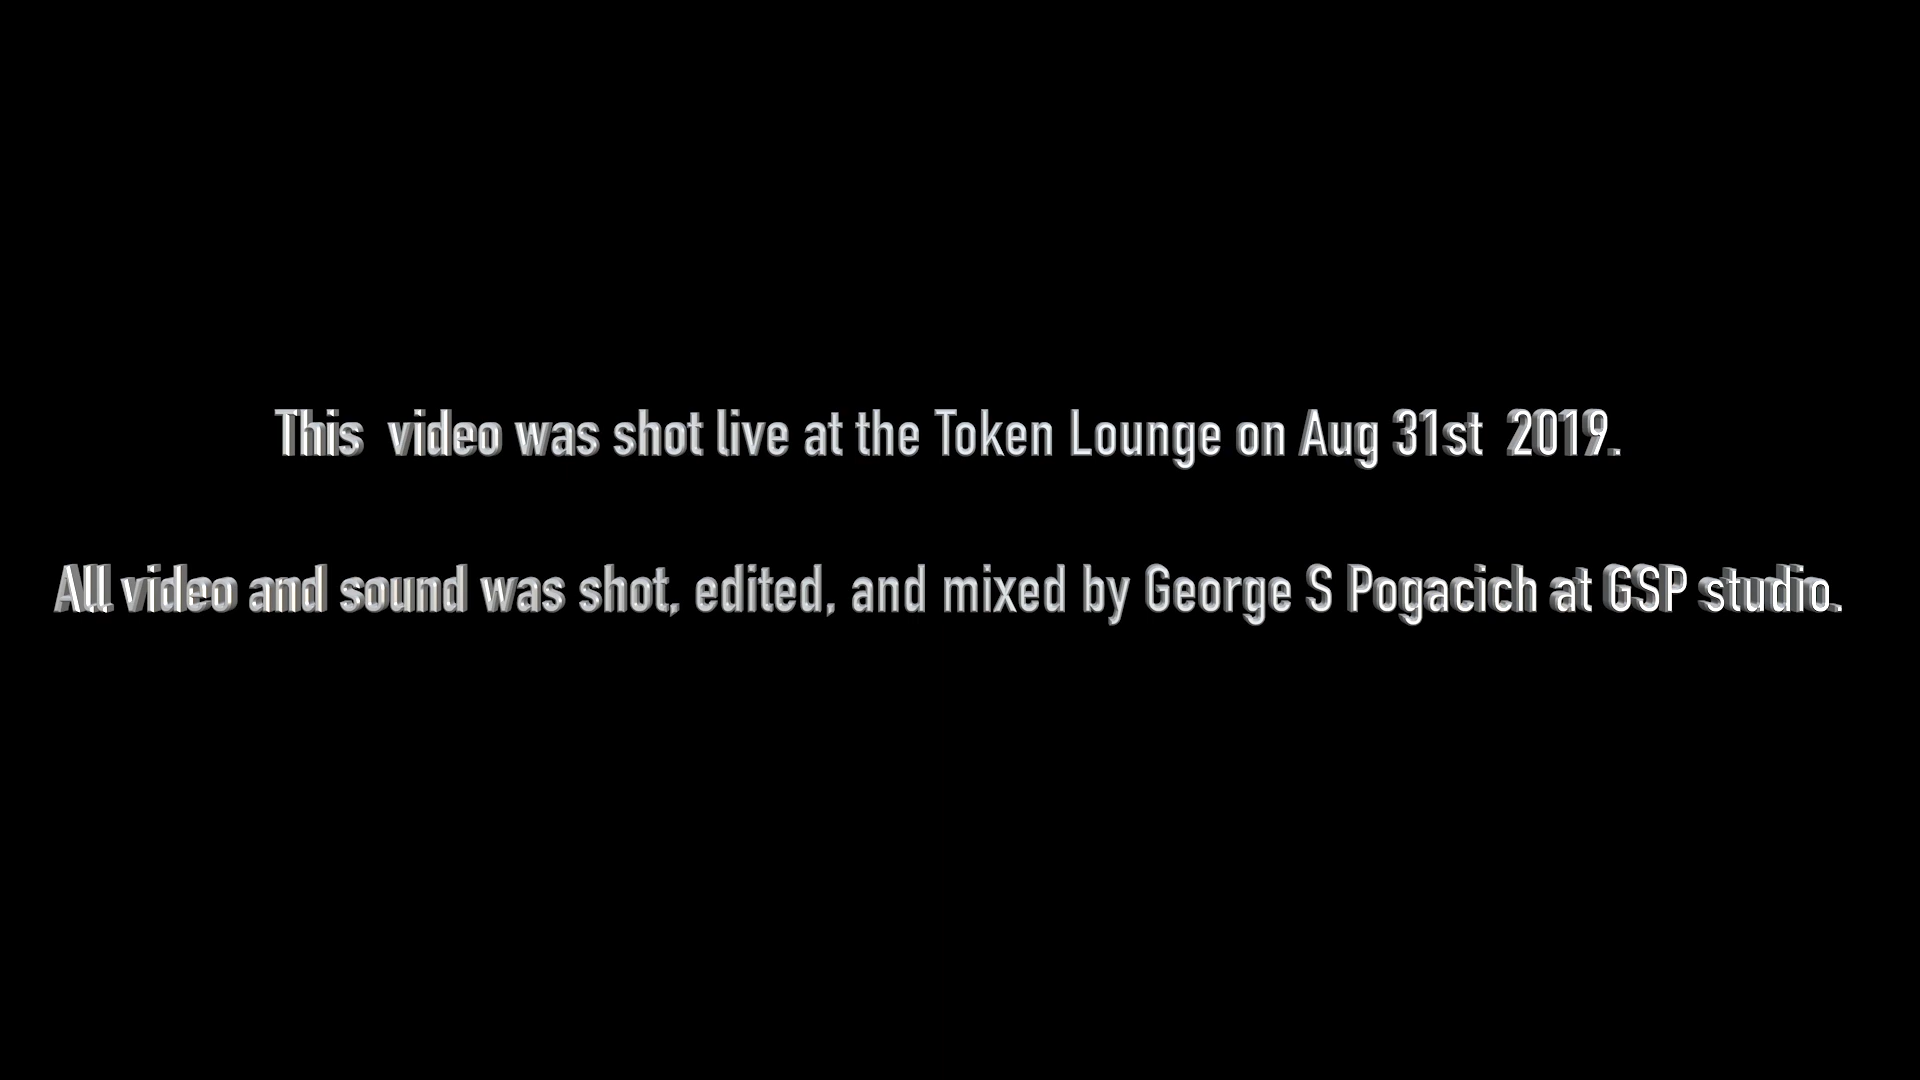 This  video was shot live at the Token Lounge on Aug 31st  2019.
All video and sound was shot, edited, and mixed by George S Pogacich at GSP studio.